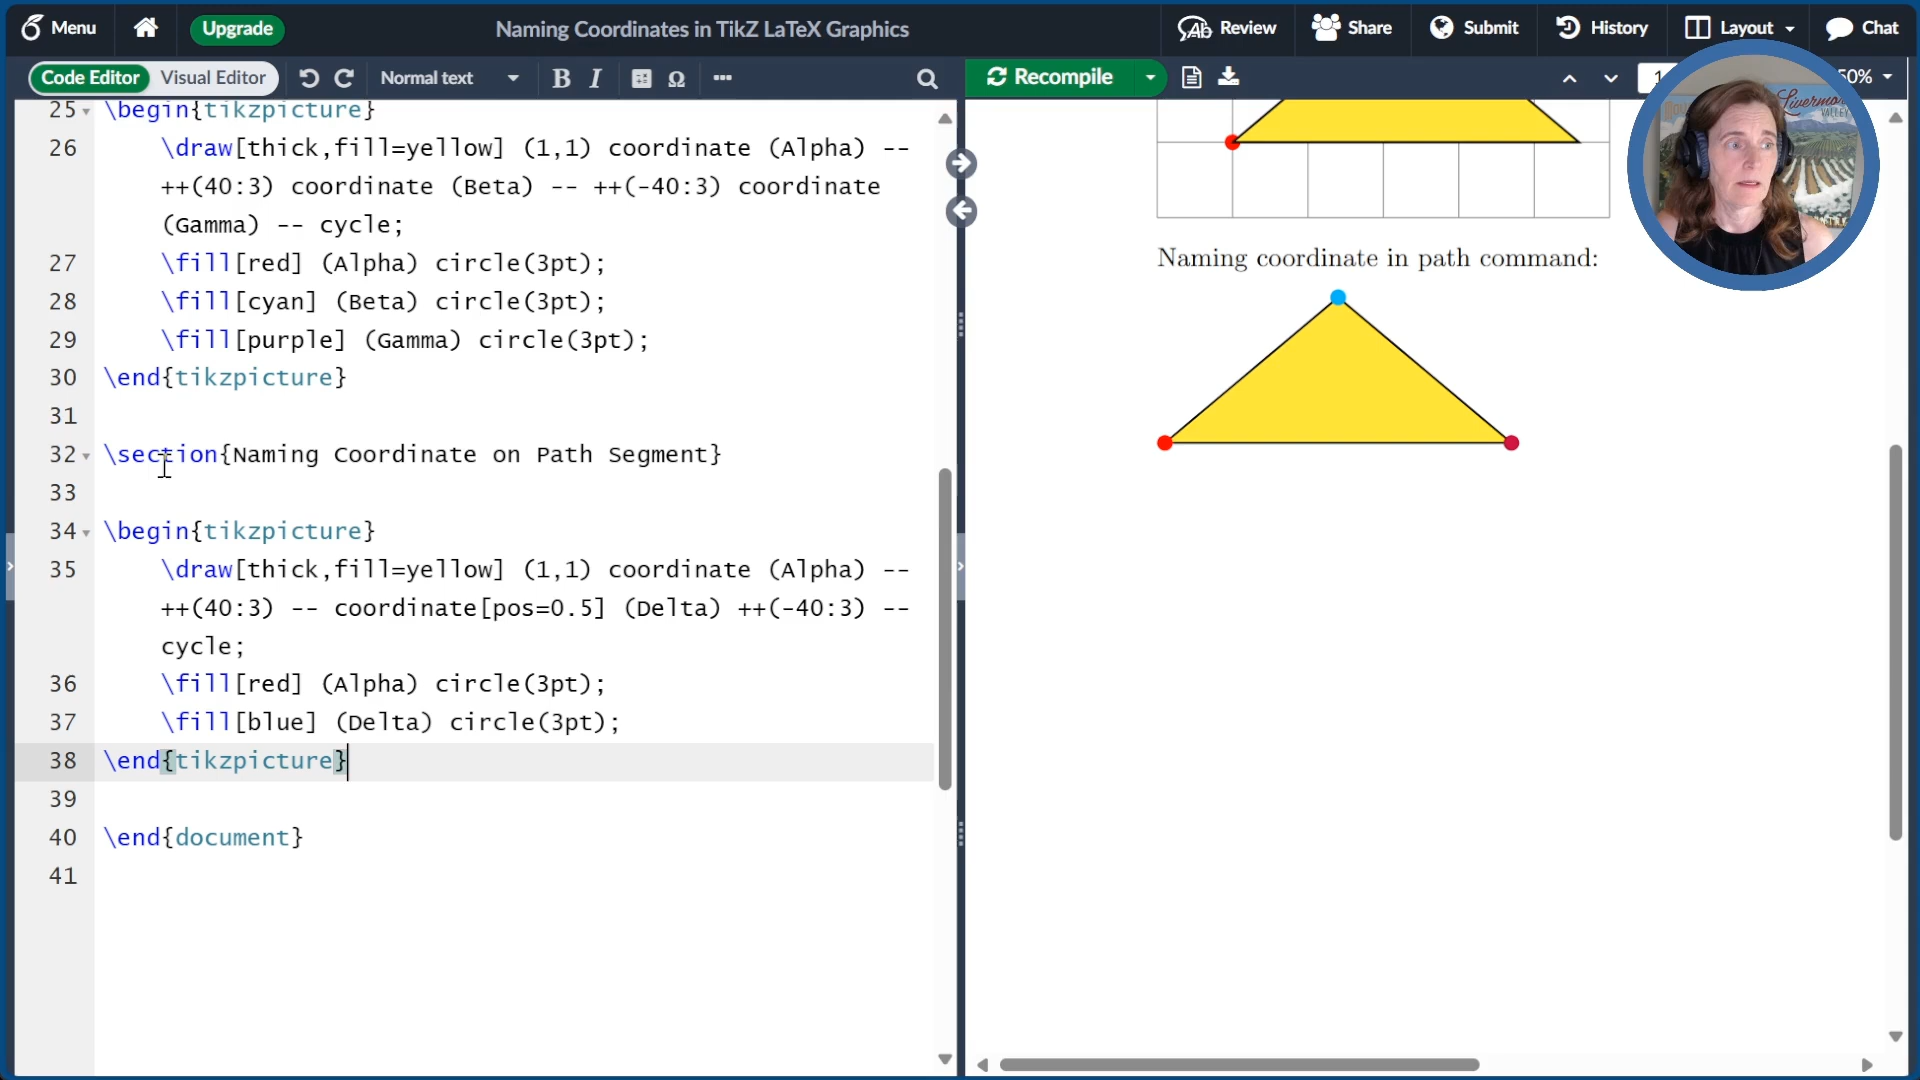 Menu
Upgrade
Naming Coordinates in TikZ LaTeX Graphics
Review
Share
Submit
History
Layout
Chat
Code Editor
Visual Editor
Normal text
B I
Ω
Recompile
1
50%
Livermore
VALLEY
25 \begin{tikzpicture}
26 \draw[thick,fill=yellow] (1,1) coordinate (Alpha) --
++(40:3) coordinate (Beta) -- ++(-40:3) coordinate
(Gamma) -- cycle;
27 \fill[red] (Alpha) circle(3pt);
28 \fill[cyan] (Beta) circle(3pt);
29 \fill[purple] (Gamma) circle(3pt);
30 \end{tikzpicture}
31
32 \section{Naming Coordinate on Path Segment}
33
34 \begin{tikzpicture}
35 \draw[thick,fill=yellow] (1,1) coordinate (Alpha) --
++(40:3) -- coordinate[pos=0.5] (Delta) ++(-40:3) --
cycle;
36 \fill[red] (Alpha) circle(3pt);
37 \fill[blue] (Delta) circle(3pt);
38 \end{tikzpicture}
39
40 \end{document}
41
Naming coordinate in path command: